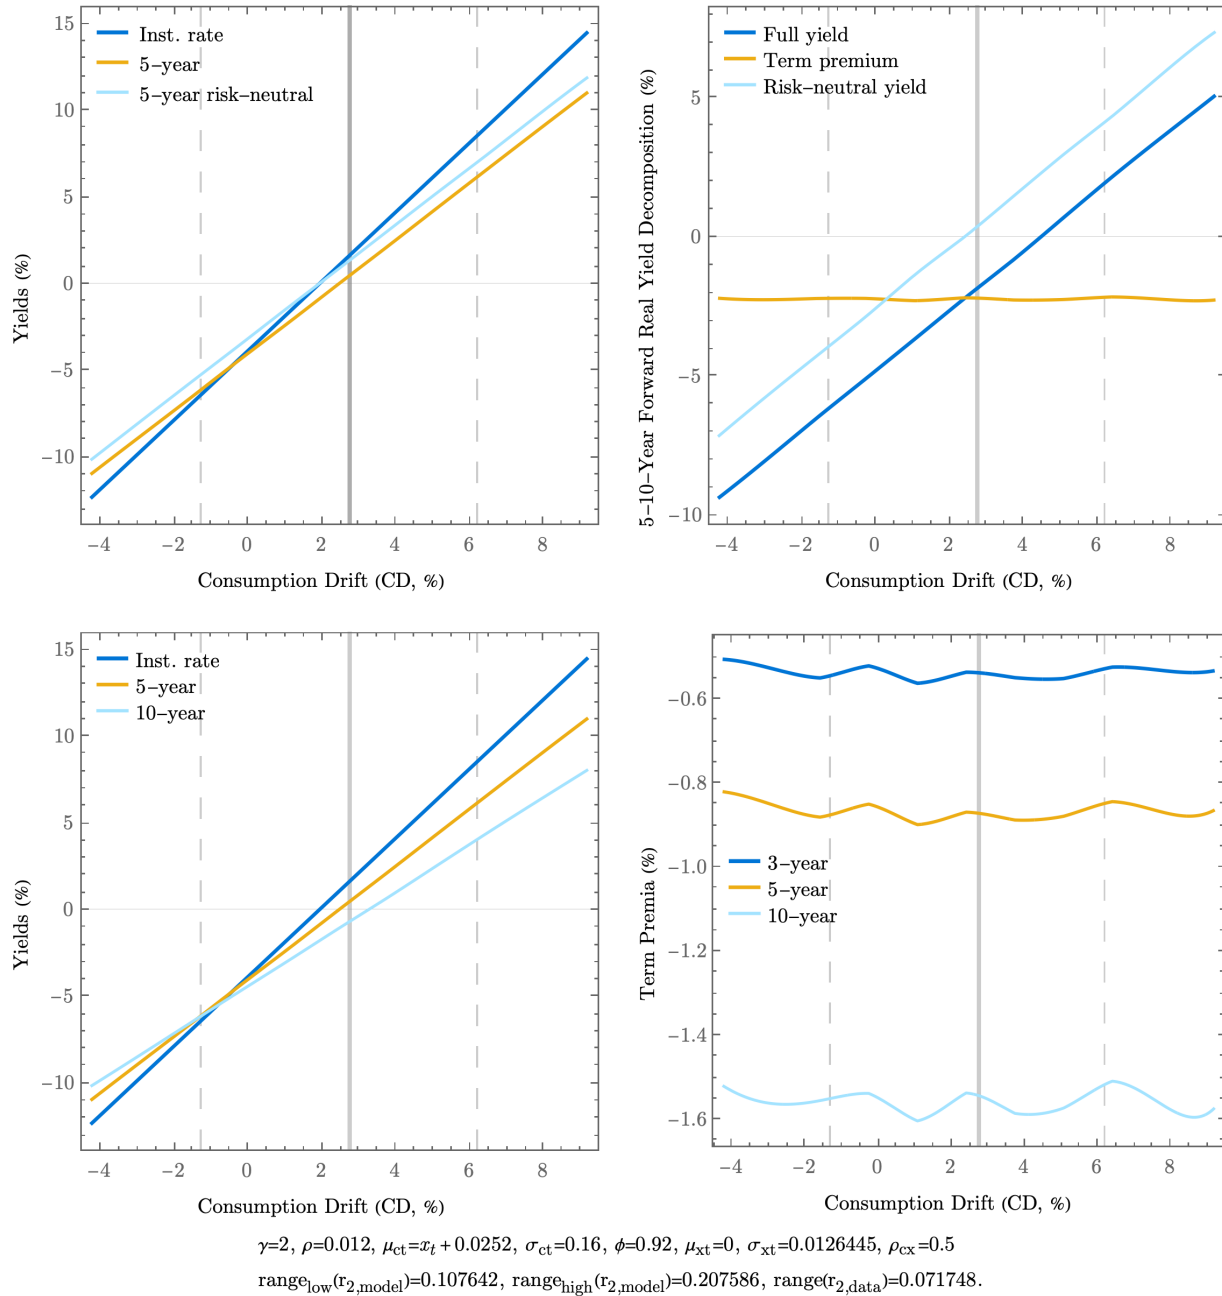 15
10
5
0
−5
−10
Yields (%)
Inst. rate
5−year
5−year risk−neutral
−4 −2 0 2 4 6 8
Consumption Drift (CD, %)
5
0
−5
−10
5−10−Year Forward Real Yield Decomposition (%)
Full yield
Term premium
Risk−neutral yield
−4 −2 0 2 4 6 8
Consumption Drift (CD, %)
15
10
5
0
−5
−10
Yields (%)
Inst. rate
5−year
10−year
−4 −2 0 2 4 6 8
Consumption Drift (CD, %)
−0.6
−0.8
−1.0
−1.2
−1.4
−1.6
Term Premia (%)
3−year
5−year
10−year
−4 −2 0 2 4 6 8
Consumption Drift (CD, %)
γ=2, ρ=0.012, μct=xt+0.0252, σct=0.16, ϕ=0.92, μxt=0, σxt=0.0126445, ρcx=0.5
rangelow(r2,model)=0.107642, rangehigh(r2,model)=0.207586, range(r2,data)=0.071748.